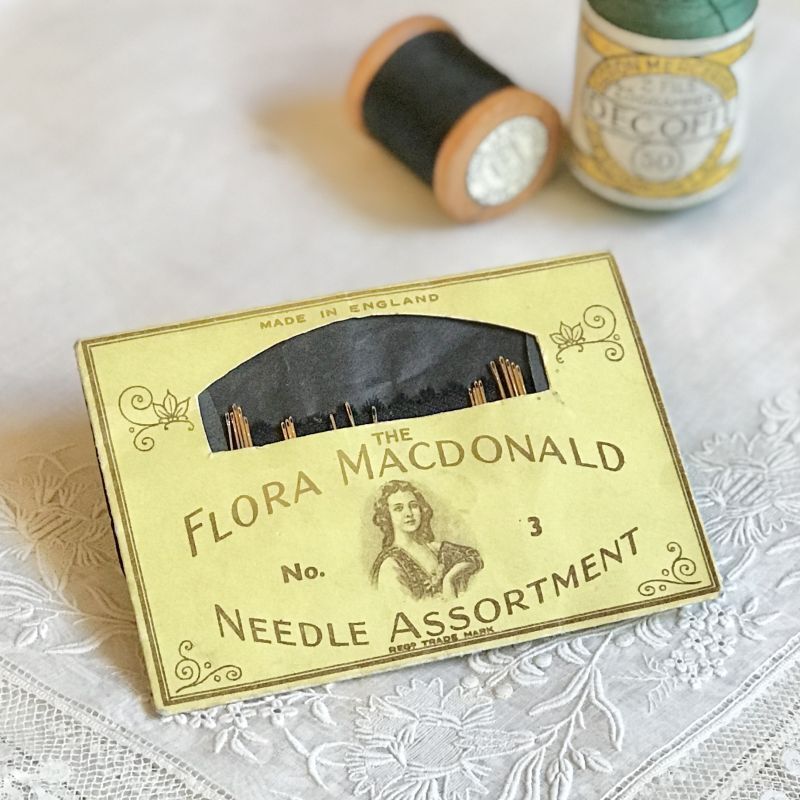 MADE IN ENGLAND
THE
FLORA MACDONALD
No. 3
NEEDLE ASSORTMENT
REGD TRADE MARK
DECOFIL
50